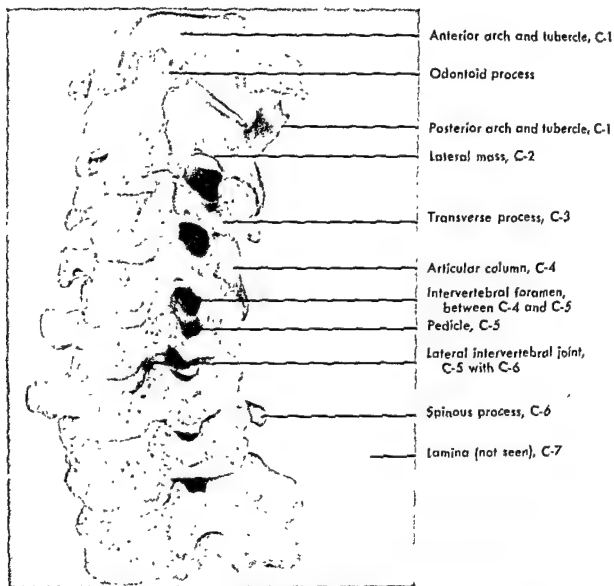 Anterior arch and tubercle, C-1
Odontoid process
Posterior arch and tubercle, C-1
Lateral mass, C-2
Transverse process, C-3
Articular column, C-4
Intervertebral foramen,
between C-4 and C-5
Pedicle, C-5
Lateral intervertebral joint,
C-5 with C-6
Spinous process, C-6
Lamina (not seen), C-7